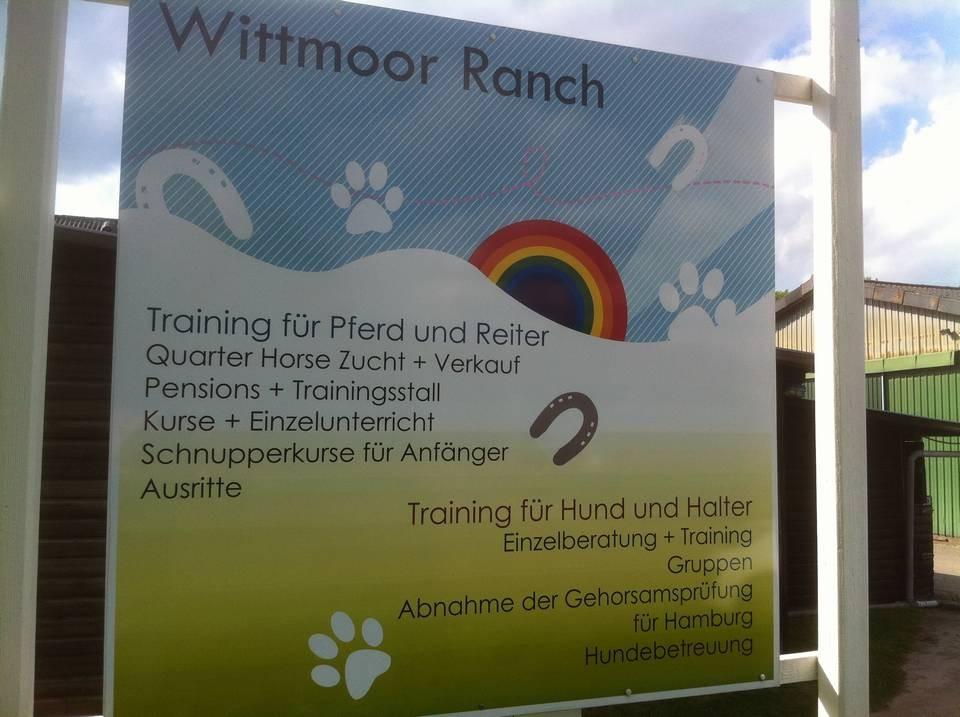 Wittmoor Ranch
Training für Pferd und Reiter
Quarter Horse Zucht + Verkauf
Pensions + Trainingsstall
Kurse + Einzelunterricht
Schnupperkurse für Anfänger
Ausritte
Training für Hund und Halter
Einzelberatung + Training
Gruppen
Abnahme der Gehorsamsprüfung
für Hamburg
Hundebetreuung